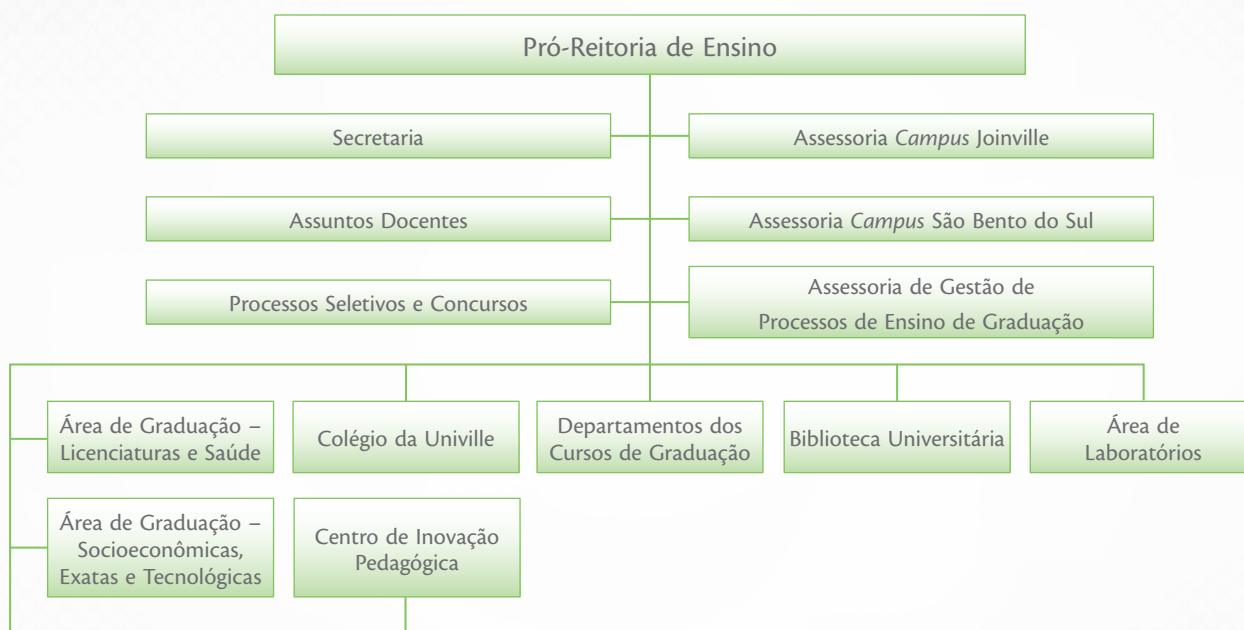 Pró-Reitoria de Ensino
Secretaria
Assessoria Campus Joinville
Assuntos Docentes
Assessoria Campus São Bento do Sul
Processos Seletivos e Concursos
Assessoria de Gestão de
Processos de Ensino de Graduação
Área de Graduação –
Licenciaturas e Saúde
Colégio da Univille
Departamentos dos
Cursos de Graduação
Biblioteca Universitária
Área de
Laboratórios
Área de Graduação –
Socioeconômicas,
Exatas e Tecnológicas
Centro de Inovação
Pedagógica